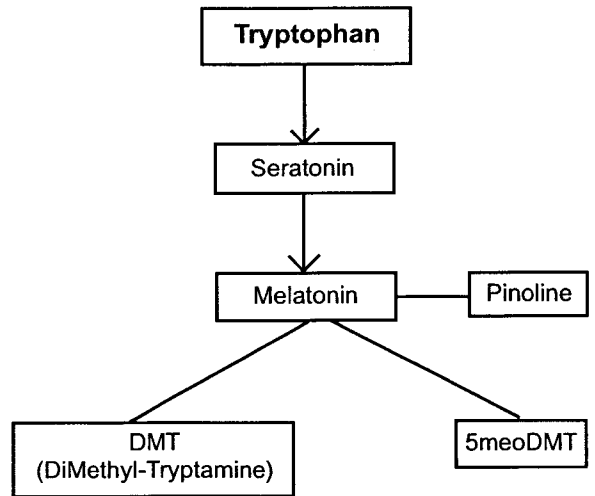 Tryptophan
Seratonin
Melatonin
Pinoline
DMT
(DiMethyl-Tryptamine)
5meoDMT